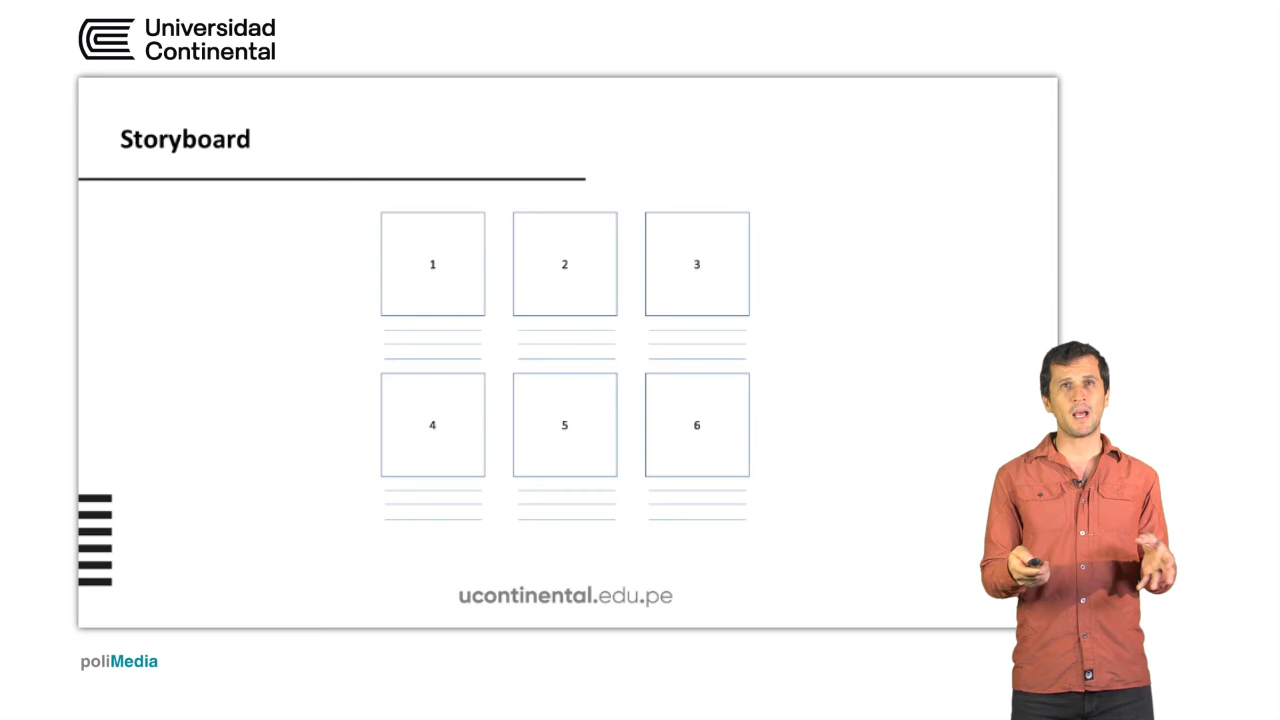 Universidad
Continental
Storyboard
1 2 3
4 5 6
ucontinental.edu.pe
poliMedia